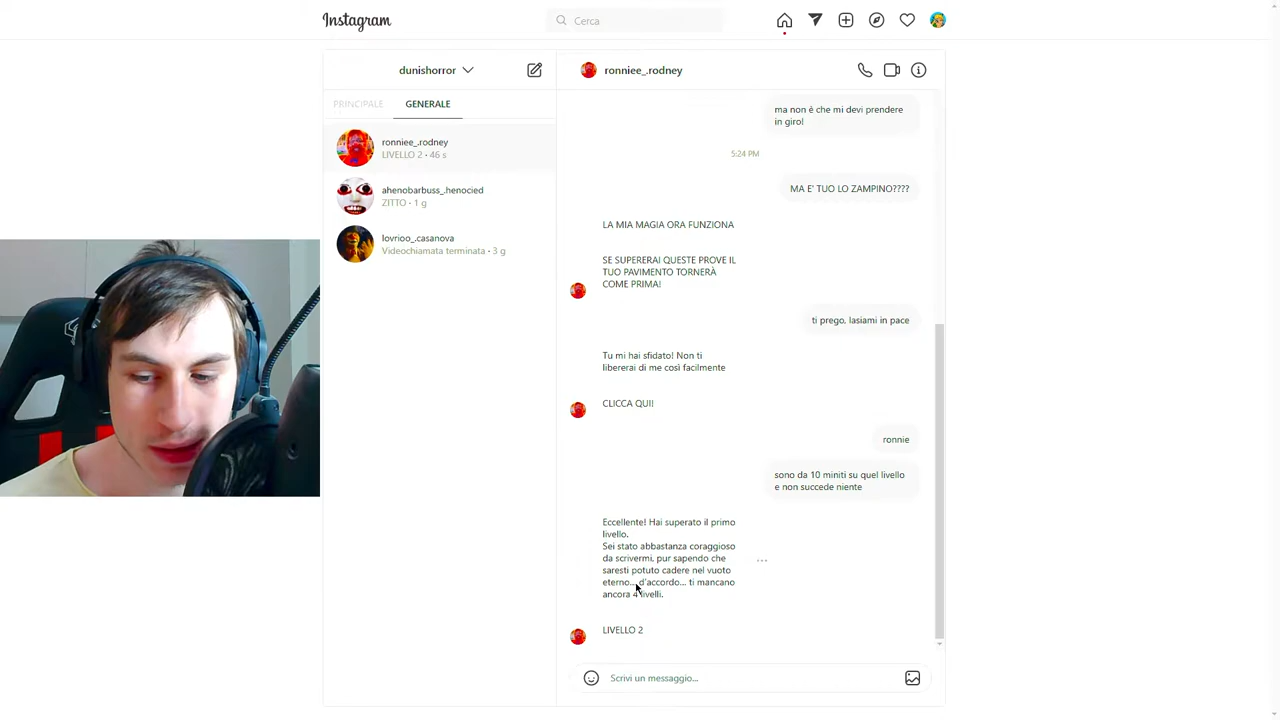 Instagram
Cerca
dunishorror
ronniee_.rodney
PRINCIPALE
GENERALE
ronniee_.rodney
LIVELLO 2 • 46 s
ahenobarbuss_.henocied
ZITTO • 1 g
lovrioo_.casanova
Videochiamata terminata • 3 g
ma non è che mi devi prendere
in giro!
5:24 PM
MA E' TUO LO ZAMPINO????
LA MIA MAGIA ORA FUNZIONA
SE SUPERERAI QUESTE PROVE IL
TUO PAVIMENTO TORNERÀ
COME PRIMA!
ti prego, lasiami in pace
Tu mi hai sfidato! Non ti
libererai di me così facilmente
CLICCA QUI!
ronnie
sono da 10 miniti su quel livello
e non succede niente
Eccellente! Hai superato il primo
livello.
Sei stato abbastanza coraggioso
da scrivermi, pur sapendo che
saresti potuto cadere nel vuoto
eterno... d'accordo... ti mancano
ancora 4 livelli.
LIVELLO 2
Scrivi un messaggio...